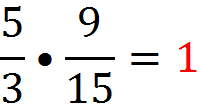 5/3 • 9/15 = 1